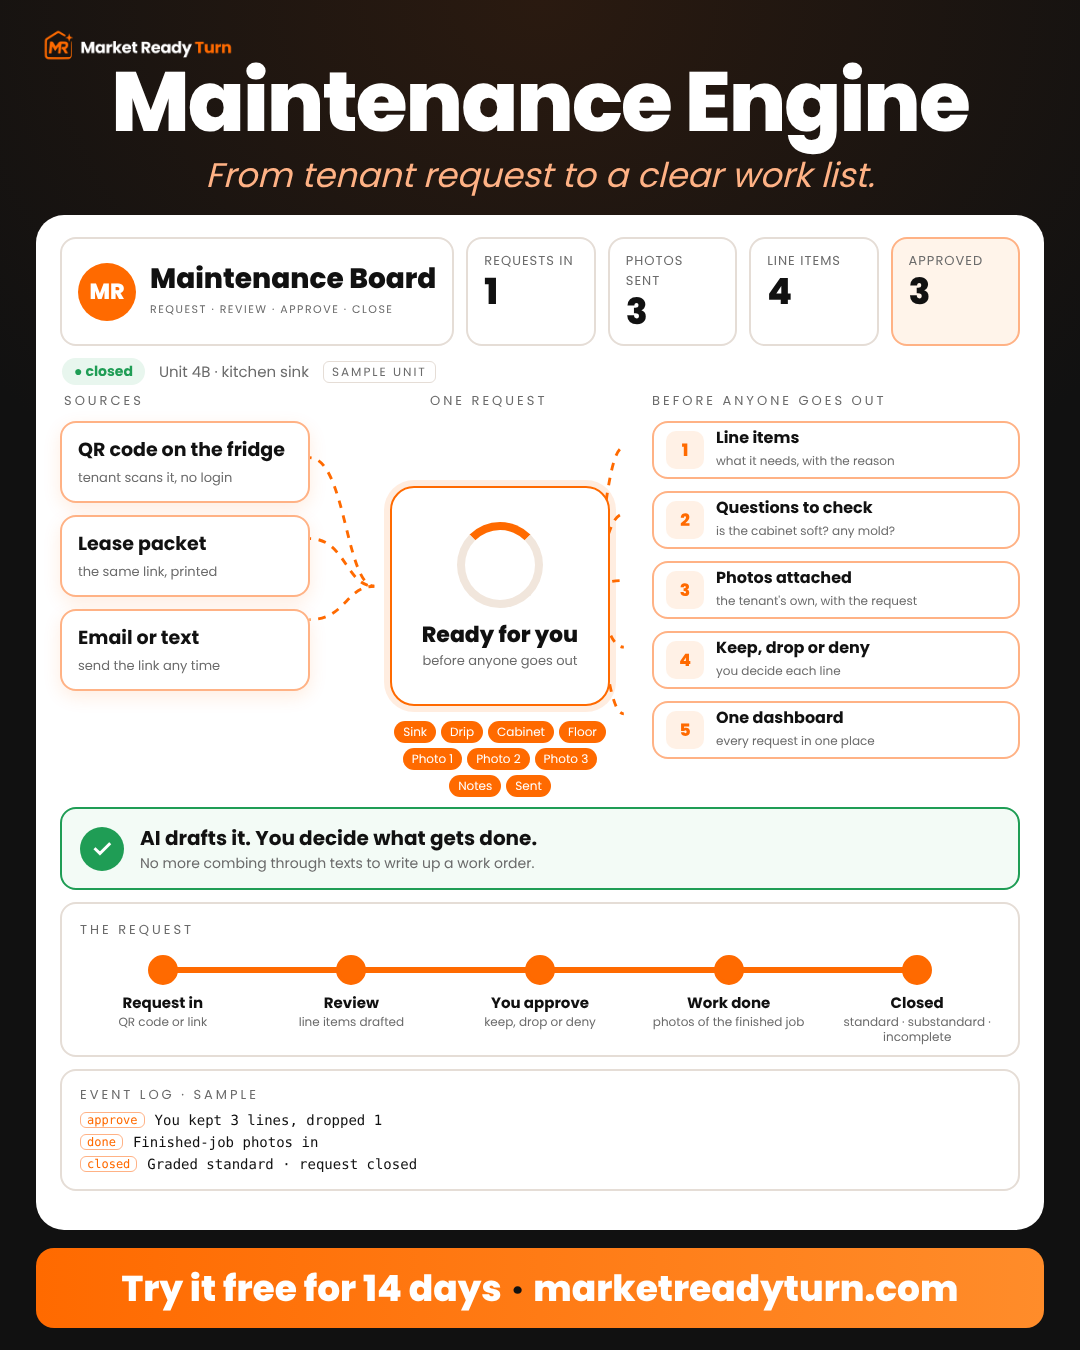 MR Market Ready Turn
Maintenance Engine
From tenant request to a clear work list.
MR
Maintenance Board
REQUEST · REVIEW · APPROVE · CLOSE
REQUESTS IN
1
PHOTOS
SENT
3
LINE ITEMS
4
APPROVED
3
● closed
Unit 4B · kitchen sink
SAMPLE UNIT
SOURCES
QR code on the fridge
tenant scans it, no login
Lease packet
the same link, printed
Email or text
send the link any time
ONE REQUEST
Ready for you
before anyone goes out
Sink Drip Cabinet Floor
Photo 1 Photo 2 Photo 3
Notes Sent
BEFORE ANYONE GOES OUT
1
Line items
what it needs, with the reason
2
Questions to check
is the cabinet soft? any mold?
3
Photos attached
the tenant's own, with the request
4
Keep, drop or deny
you decide each line
5
One dashboard
every request in one place
AI drafts it. You decide what gets done.
No more combing through texts to write up a work order.
THE REQUEST
Request in
QR code or link
Review
line items drafted
You approve
keep, drop or deny
Work done
photos of the finished job
Closed
standard · substandard ·
incomplete
EVENT LOG · SAMPLE
approve You kept 3 lines, dropped 1
done Finished-job photos in
closed Graded standard · request closed
Try it free for 14 days • marketreadyturn.com